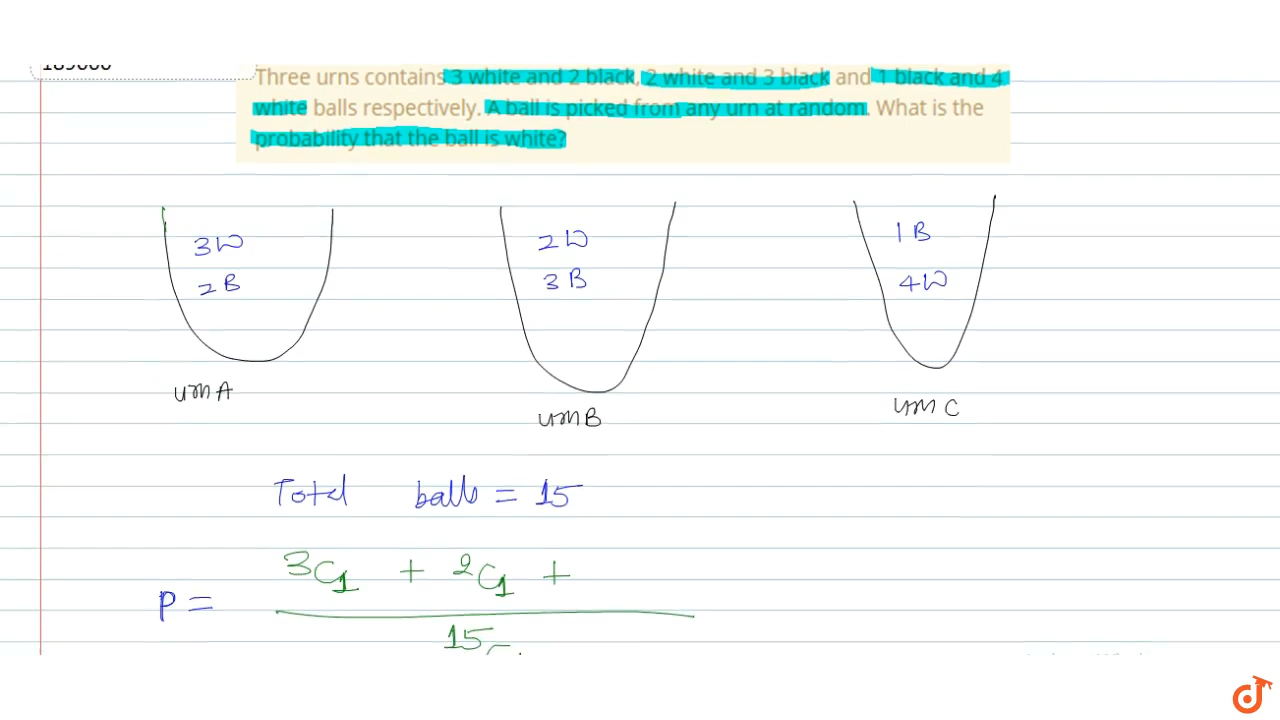 189000
Three urns contains 3 white and 2 black, 2 white and 3 black and 1 black and 4
white balls respectively. A ball is picked from any urn at random. What is the
probability that the ball is white?
3W 2W 1B
2B 3B 4W
urn A urn B urn C
Total balls = 15
3C1 + 2C1 +
P =
15C